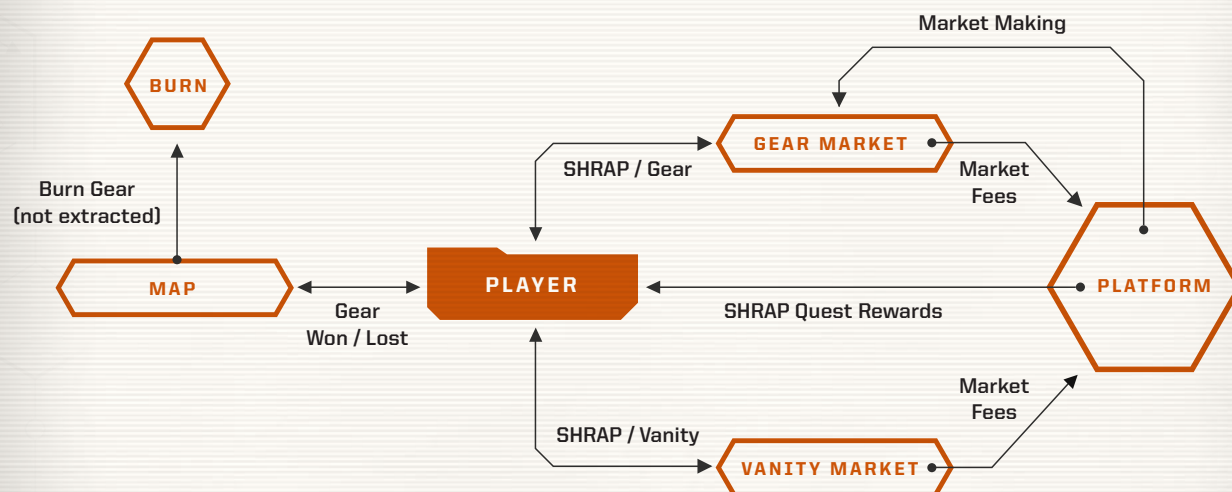 Market Making
BURN
GEAR MARKET
SHRAP / Gear
Market
Fees
Burn Gear
(not extracted)
MAP
PLAYER
PLATFORM
Gear
Won / Lost
SHRAP Quest Rewards
Market
Fees
SHRAP / Vanity
VANITY MARKET